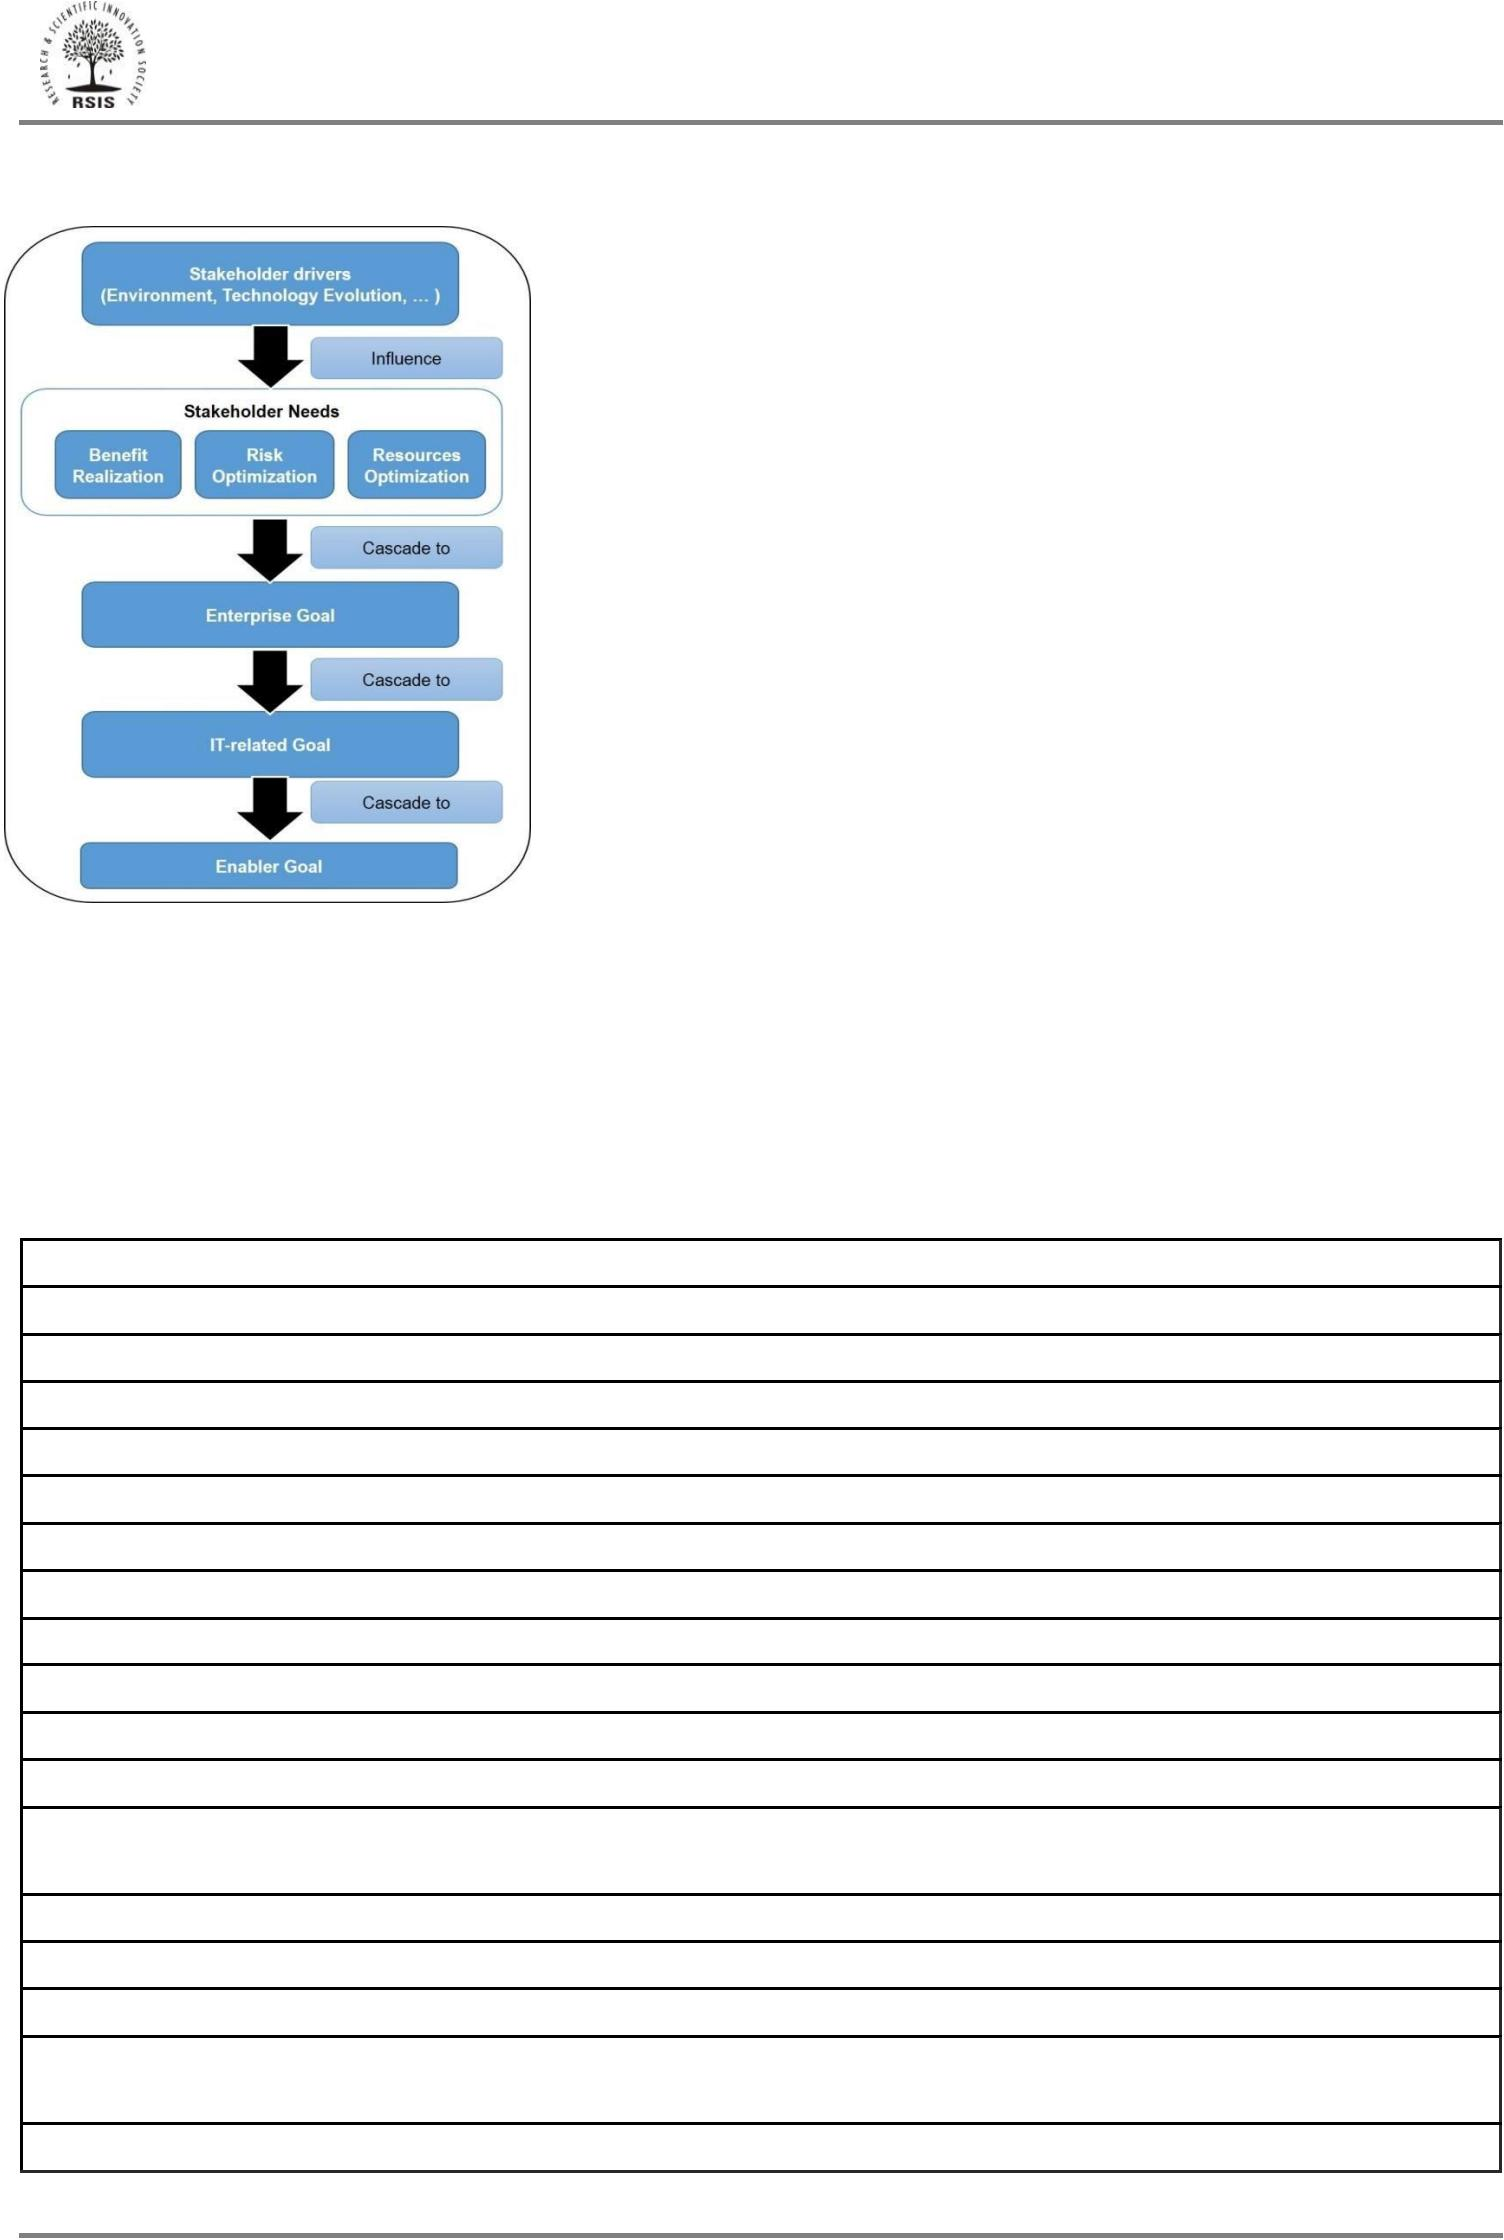 RESEARCH & SCIENTIFIC INNOVATION SOCIETY
RSIS
Stakeholder drivers
(Environment, Technology Evolution, ... )
Influence
Stakeholder Needs
Benefit
Realization
Risk
Optimization
Resources
Optimization
Cascade to
Enterprise Goal
Cascade to
IT-related Goal
Cascade to
Enabler Goal